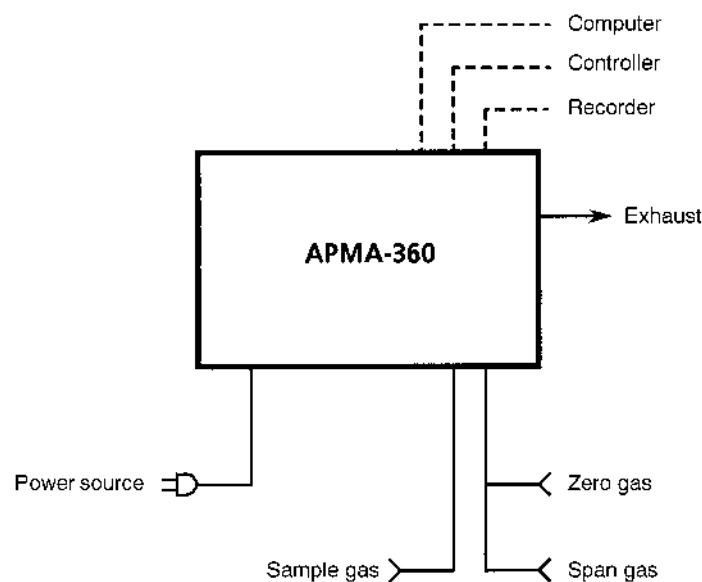 Computer
Controller
Recorder
Exhaust
APMA-360
Power source
Zero gas
Sample gas
Span gas